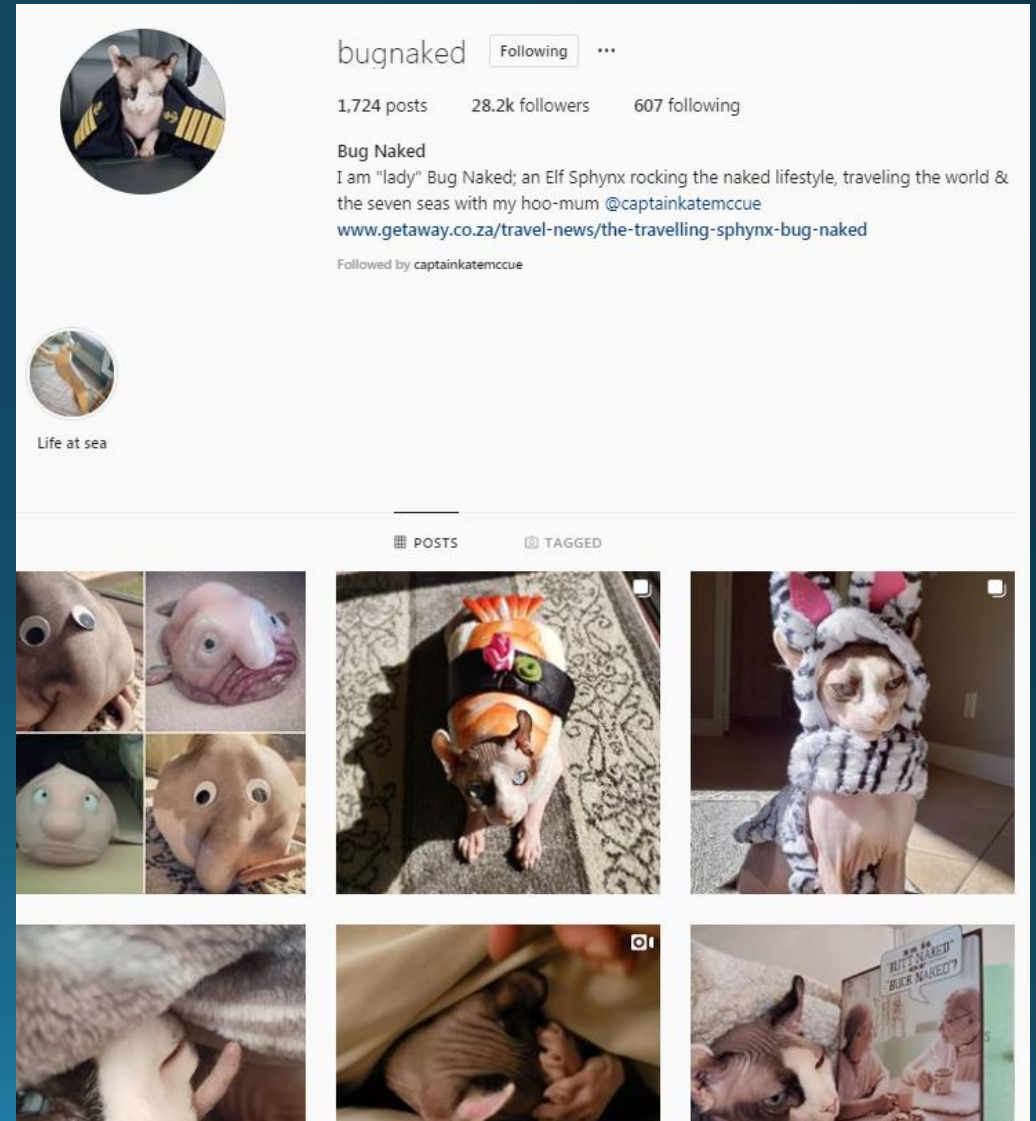 bugnaked Following ...
1,724 posts 28.2k followers 607 following
Bug Naked
I am "lady" Bug Naked; an Elf Sphynx rocking the naked lifestyle, traveling the world &
the seven seas with my hoo-mum @captainkatemccue
www.getaway.co.za/travel-news/the-travelling-sphynx-bug-naked
Followed by captainkatemccue
Life at sea
POSTS TAGGED
"BUTT NAKED"
"BUCK NAKED"?